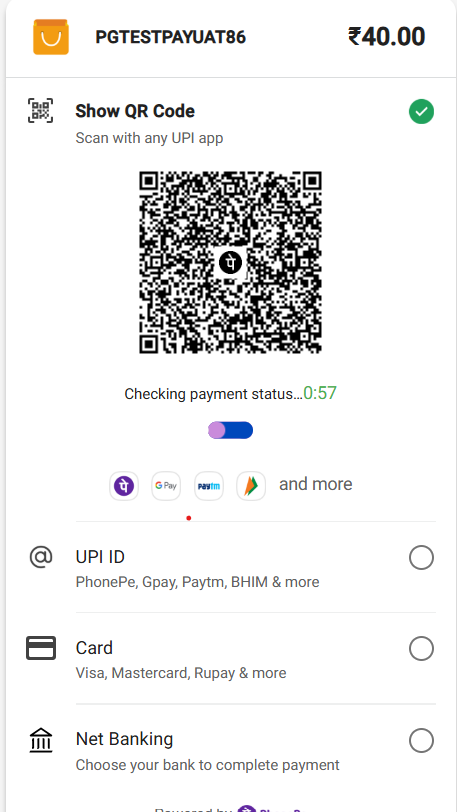 PGTESTPAYUAT86
₹40.00
Show QR Code
Scan with any UPI app
पे
Checking payment status...0:57
पे G Pay paytm and more
UPI ID
PhonePe, Gpay, Paytm, BHIM & more
Card
Visa, Mastercard, Rupay & more
Net Banking
Choose your bank to complete payment
Powered by